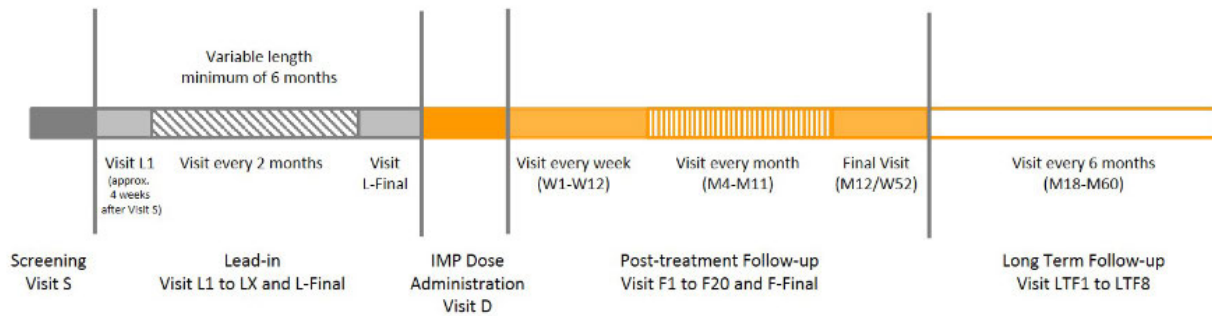 Variable length
minimum of 6 months
Visit L1
(approx.
4 weeks
after Visit S)
Visit every 2 months
Visit
L-Final
Visit every week
(W1-W12)
Visit every month
(M4-M11)
Final Visit
(M12/W52)
Visit every 6 months
(M18-M60)
Screening
Visit S
Lead-in
Visit L1 to LX and L-Final
IMP Dose
Administration
Visit D
Post-treatment Follow-up
Visit F1 to F20 and F-Final
Long Term Follow-up
Visit LTF1 to LTF8